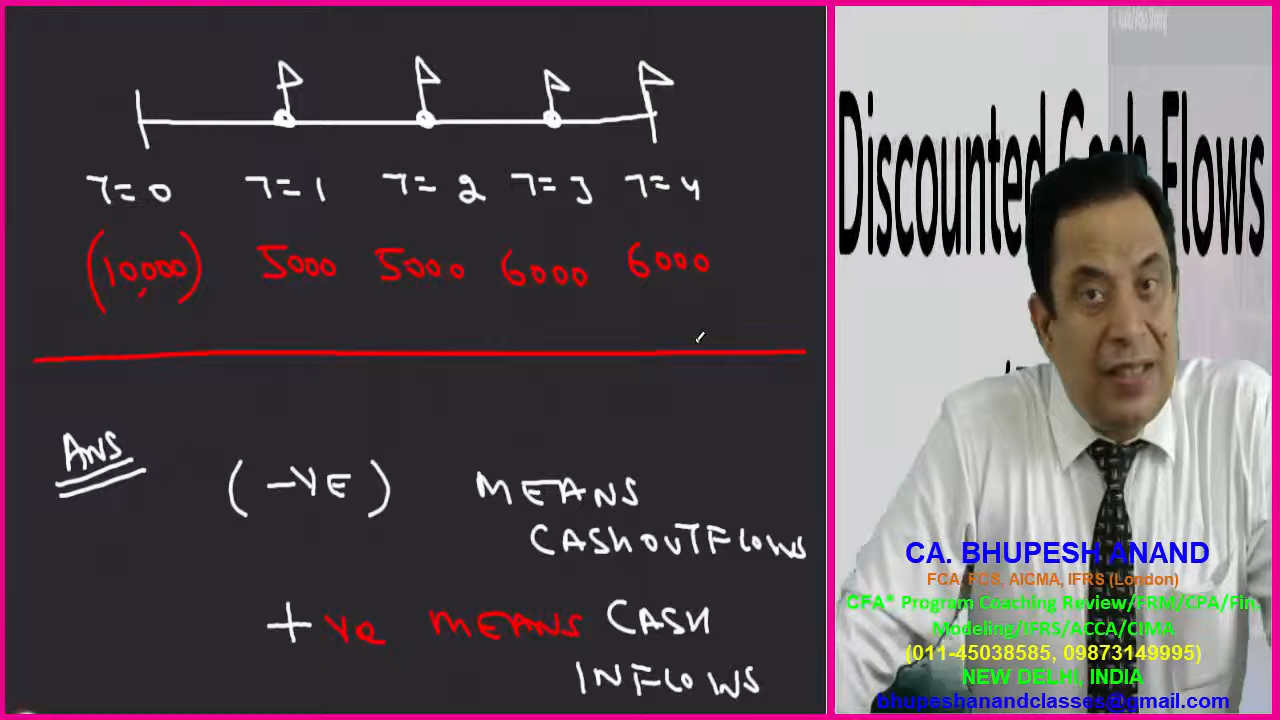 T=0 T=1 T=2 T=3 T=4
(10,000) 5000 5000 6000 6000
ANS
(-VE) MEANS
CASHOUTFLOWS
+ve MEANS CASH
INFLOWS
Discounted Cash Flows
CA. BHUPESH ANAND
FCA, FCS, AICMA, IFRS (London)
CFA* Program Coaching Review/FRM/CPA/Fin.
Modeling/IFRS/ACCA/CIMA
(011-45038585, 09873149995)
NEW DELHI, INDIA
bhupeshanandclasses@gmail.com